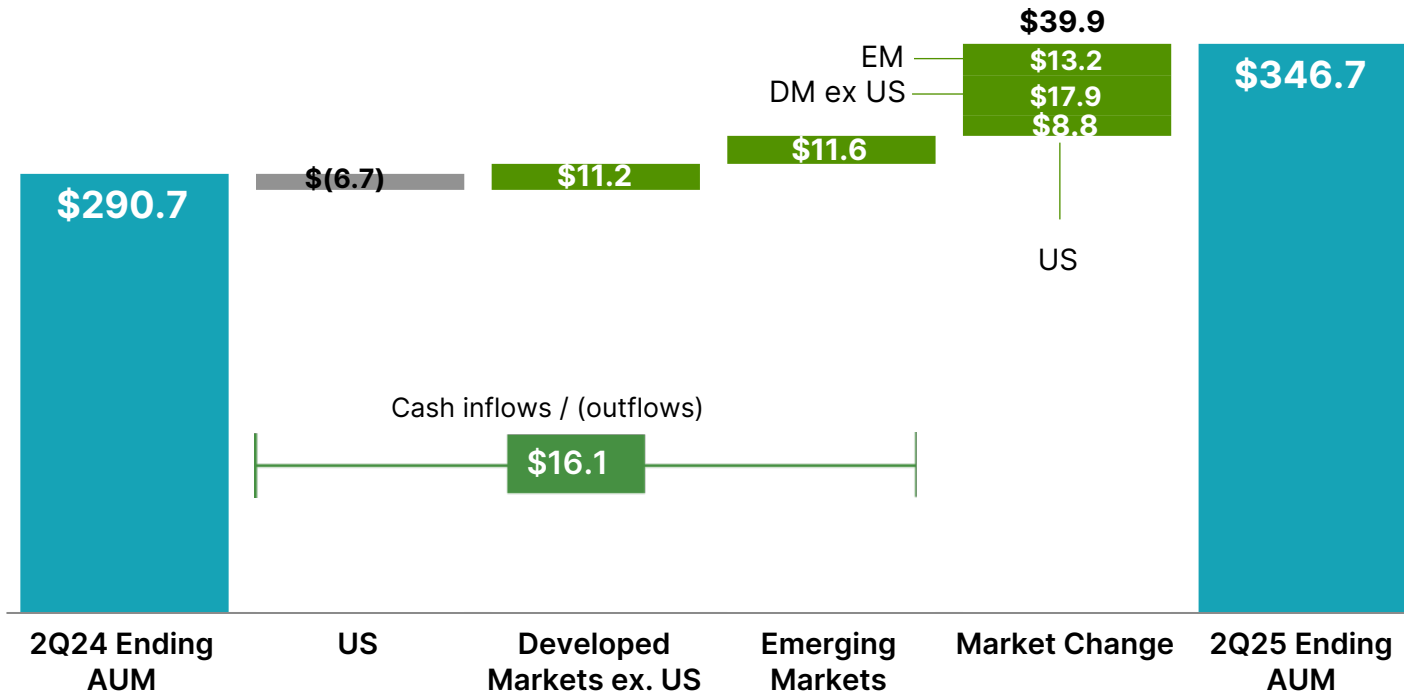 $39.9
EM
$13.2
DM ex US
$17.9
$8.8
US
$346.7
$11.6
$11.2
$(6.7)
$290.7
Cash inflows / (outflows)
$16.1
2Q24 Ending
AUM
US
Developed
Markets ex. US
Emerging
Markets
Market Change
2Q25 Ending
AUM